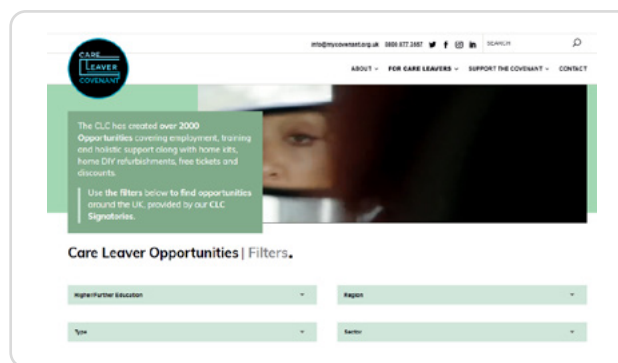 info@mycovenant.org.uk 0800 077 3557 SEARCH
CARE
LEAVER
COVENANT
ABOUT FOR CARE LEAVERS SUPPORT THE COVENANT CONTACT
The CLC has created over 2000
Opportunities covering employment, training
and holistic support along with home kits,
home DIY refurbishments, free tickets and
discounts.
Use the filters below to find opportunities
around the UK, provided by our CLC
Signatories.
Care Leaver Opportunities | Filters.
Higher/Further Education Region
Type Sector